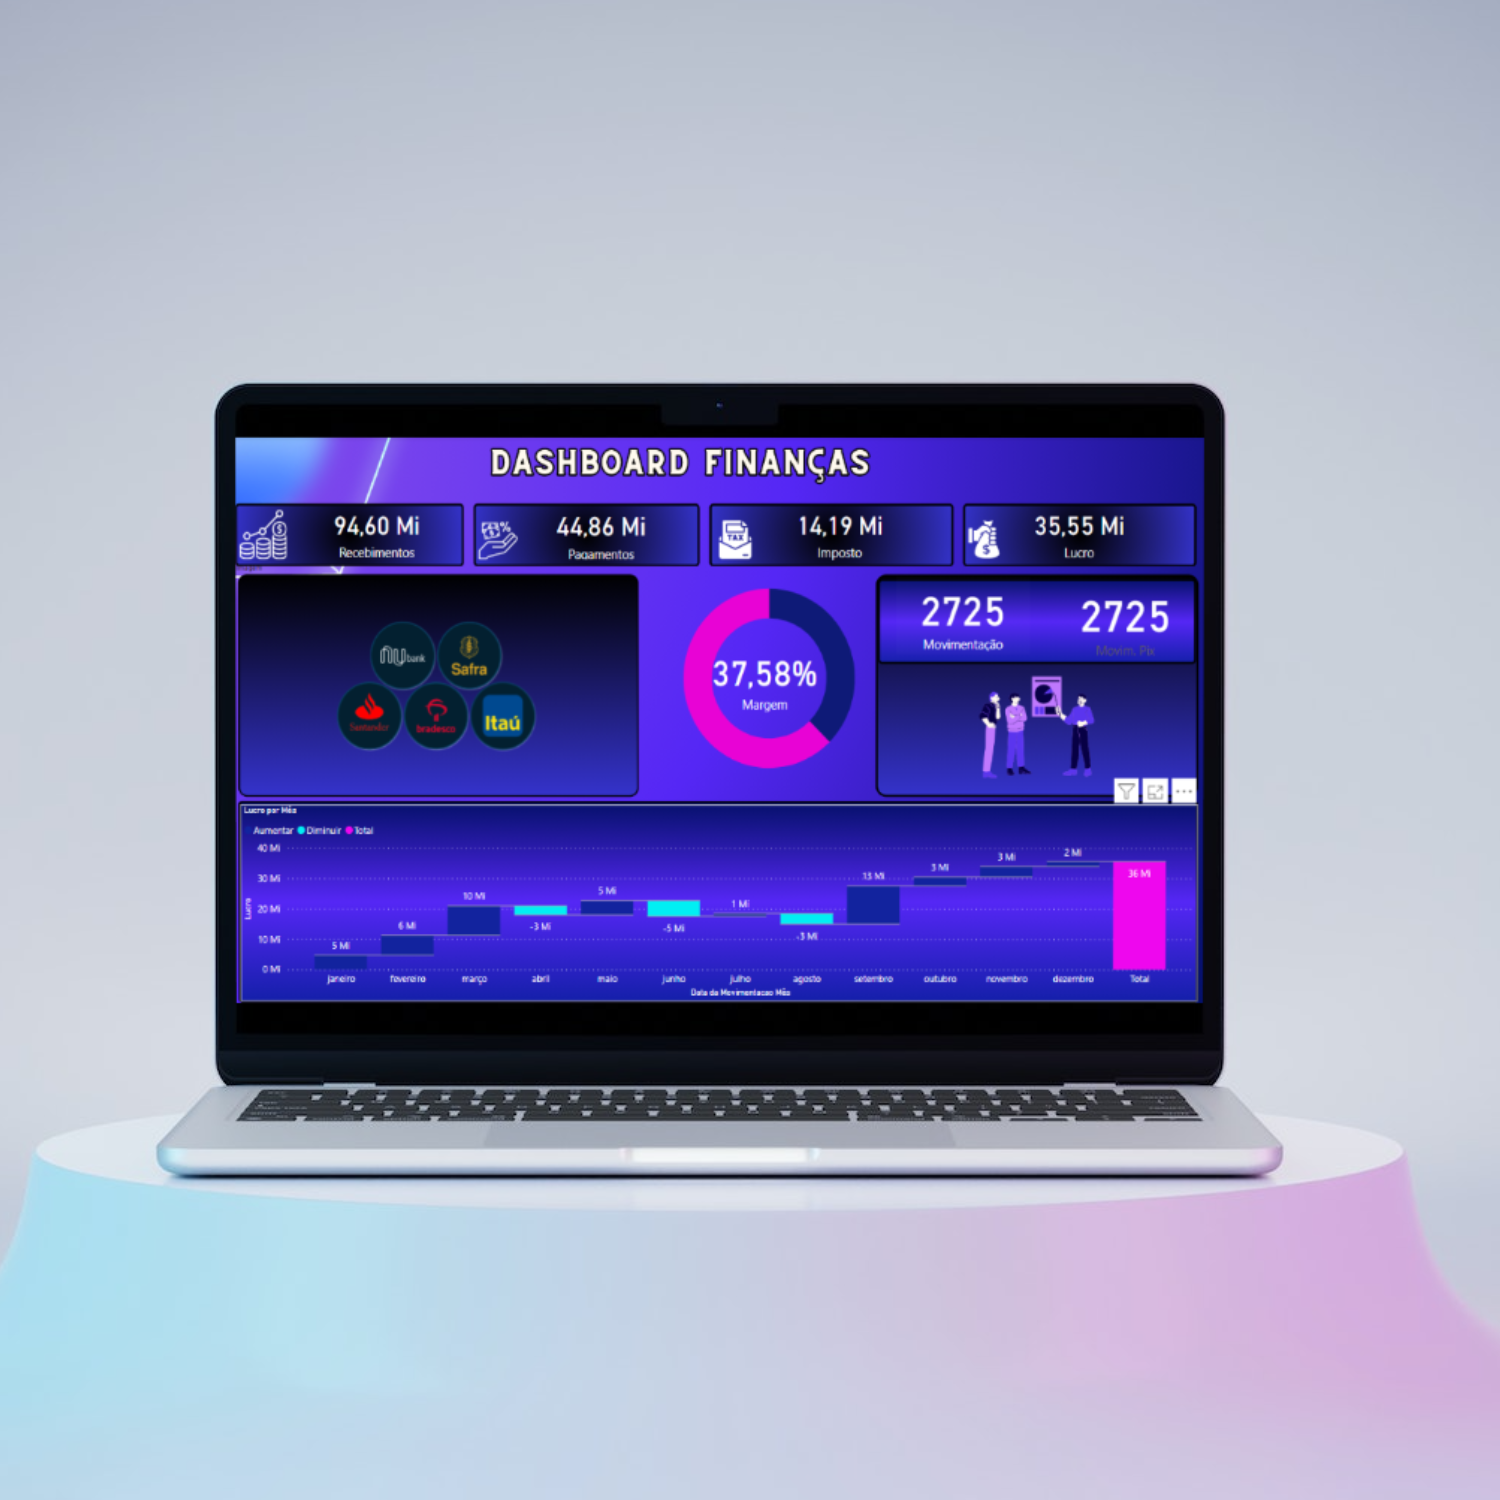 DASHBOARD FINANÇAS
94,60 Mi
Recebimentos
44,86 Mi
Pagamentos
14,19 Mi
Imposto
35,55 Mi
Lucro
TAX
nu bank
Safra
Santander
bradesco
Itaú
37,58%
Margem
2725
Movimentação
2725
Movim. Pix
Lucro por Mês
Aumentar Diminuir Total
Lucro
40 Mi
30 Mi
20 Mi
10 Mi
0 Mi
5 Mi
6 Mi
10 Mi
-3 Mi
5 Mi
-5 Mi
1 Mi
-3 Mi
13 Mi
3 Mi
3 Mi
2 Mi
36 Mi
janeiro fevereiro março abril maio junho julho agosto setembro outubro novembro dezembro Total
Data da Movimentacao Mês